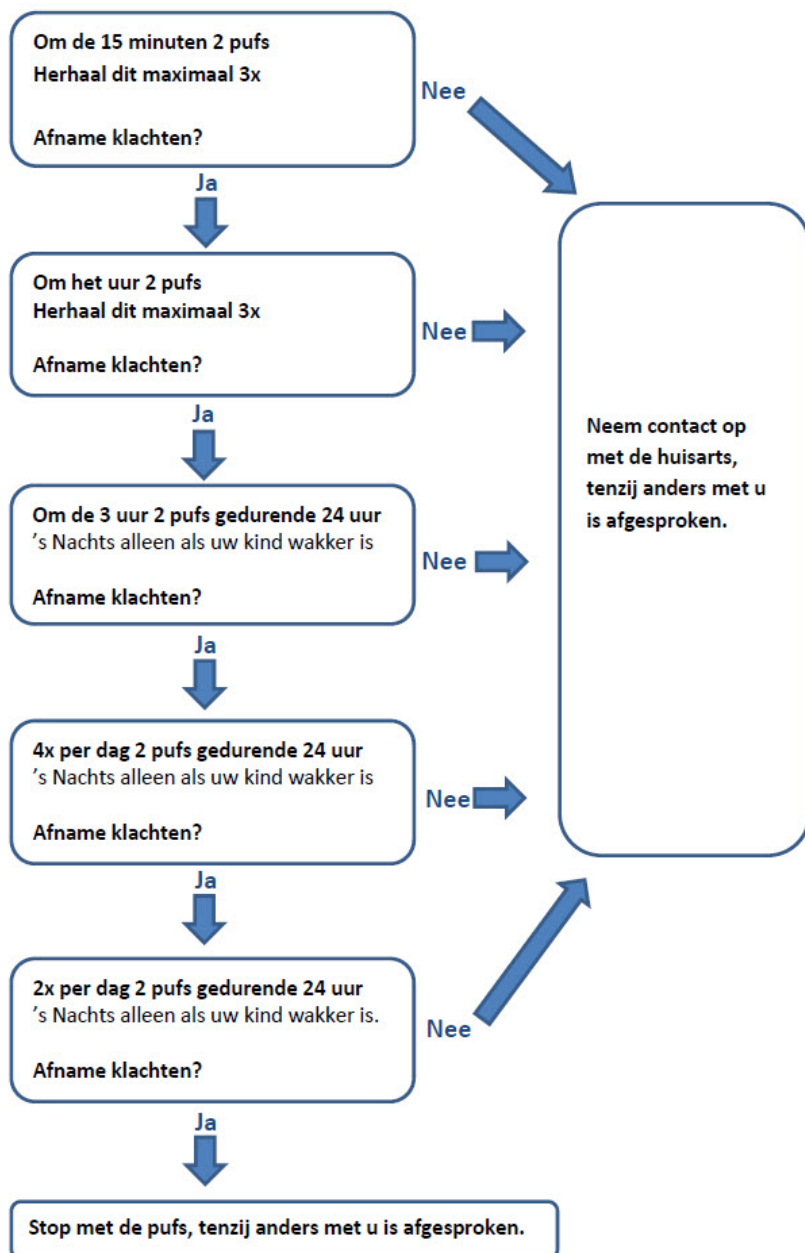 Om de 15 minuten 2 pufs
Herhaal dit maximaal 3x
Afname klachten?
Nee
Ja
Om het uur 2 pufs
Herhaal dit maximaal 3x
Afname klachten?
Nee
Ja
Om de 3 uur 2 pufs gedurende 24 uur
’s Nachts alleen als uw kind wakker is
Afname klachten?
Nee
Ja
4x per dag 2 pufs gedurende 24 uur
’s Nachts alleen als uw kind wakker is
Afname klachten?
Nee
Ja
2x per dag 2 pufs gedurende 24 uur
’s Nachts alleen als uw kind wakker is.
Afname klachten?
Nee
Ja
Stop met de pufs, tenzij anders met u is afgesproken.
Neem contact op
met de huisarts,
tenzij anders met u
is afgesproken.